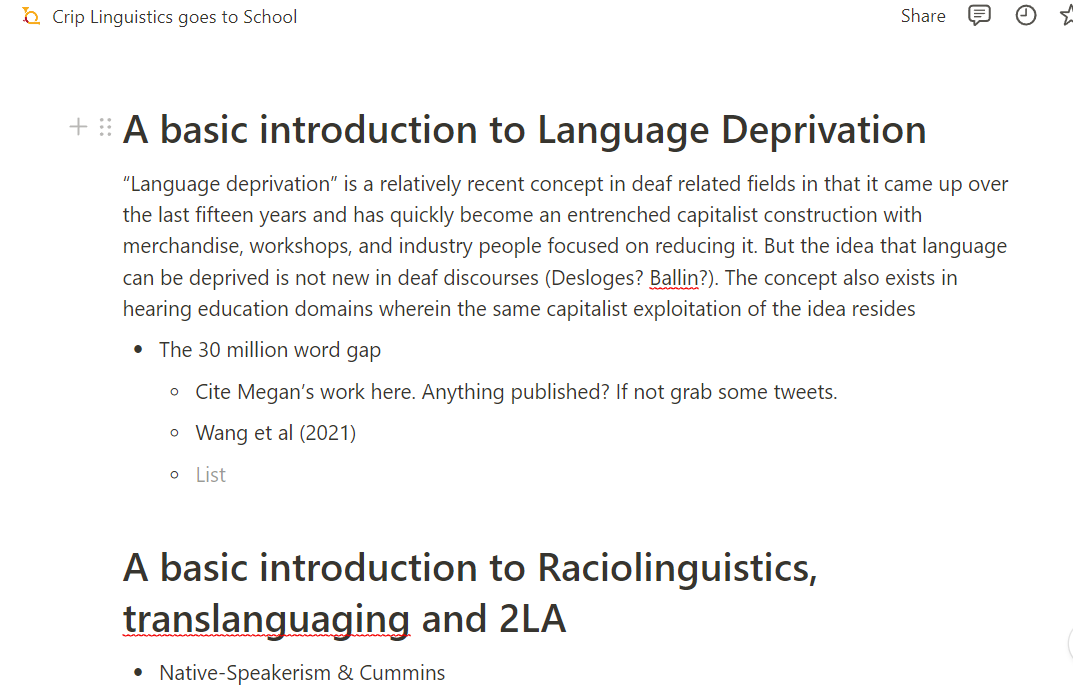 Crip Linguistics goes to School
Share
A basic introduction to Language Deprivation
“Language deprivation” is a relatively recent concept in deaf related fields in that it came up over
the last fifteen years and has quickly become an entrenched capitalist construction with
merchandise, workshops, and industry people focused on reducing it. But the idea that language
can be deprived is not new in deaf discourses (Desloges? Ballin?). The concept also exists in
hearing education domains wherein the same capitalist exploitation of the idea resides
The 30 million word gap
Cite Megan’s work here. Anything published? If not grab some tweets.
Wang et al (2021)
List
A basic introduction to Raciolinguistics,
translanguaging and 2LA
Native-Speakerism & Cummins